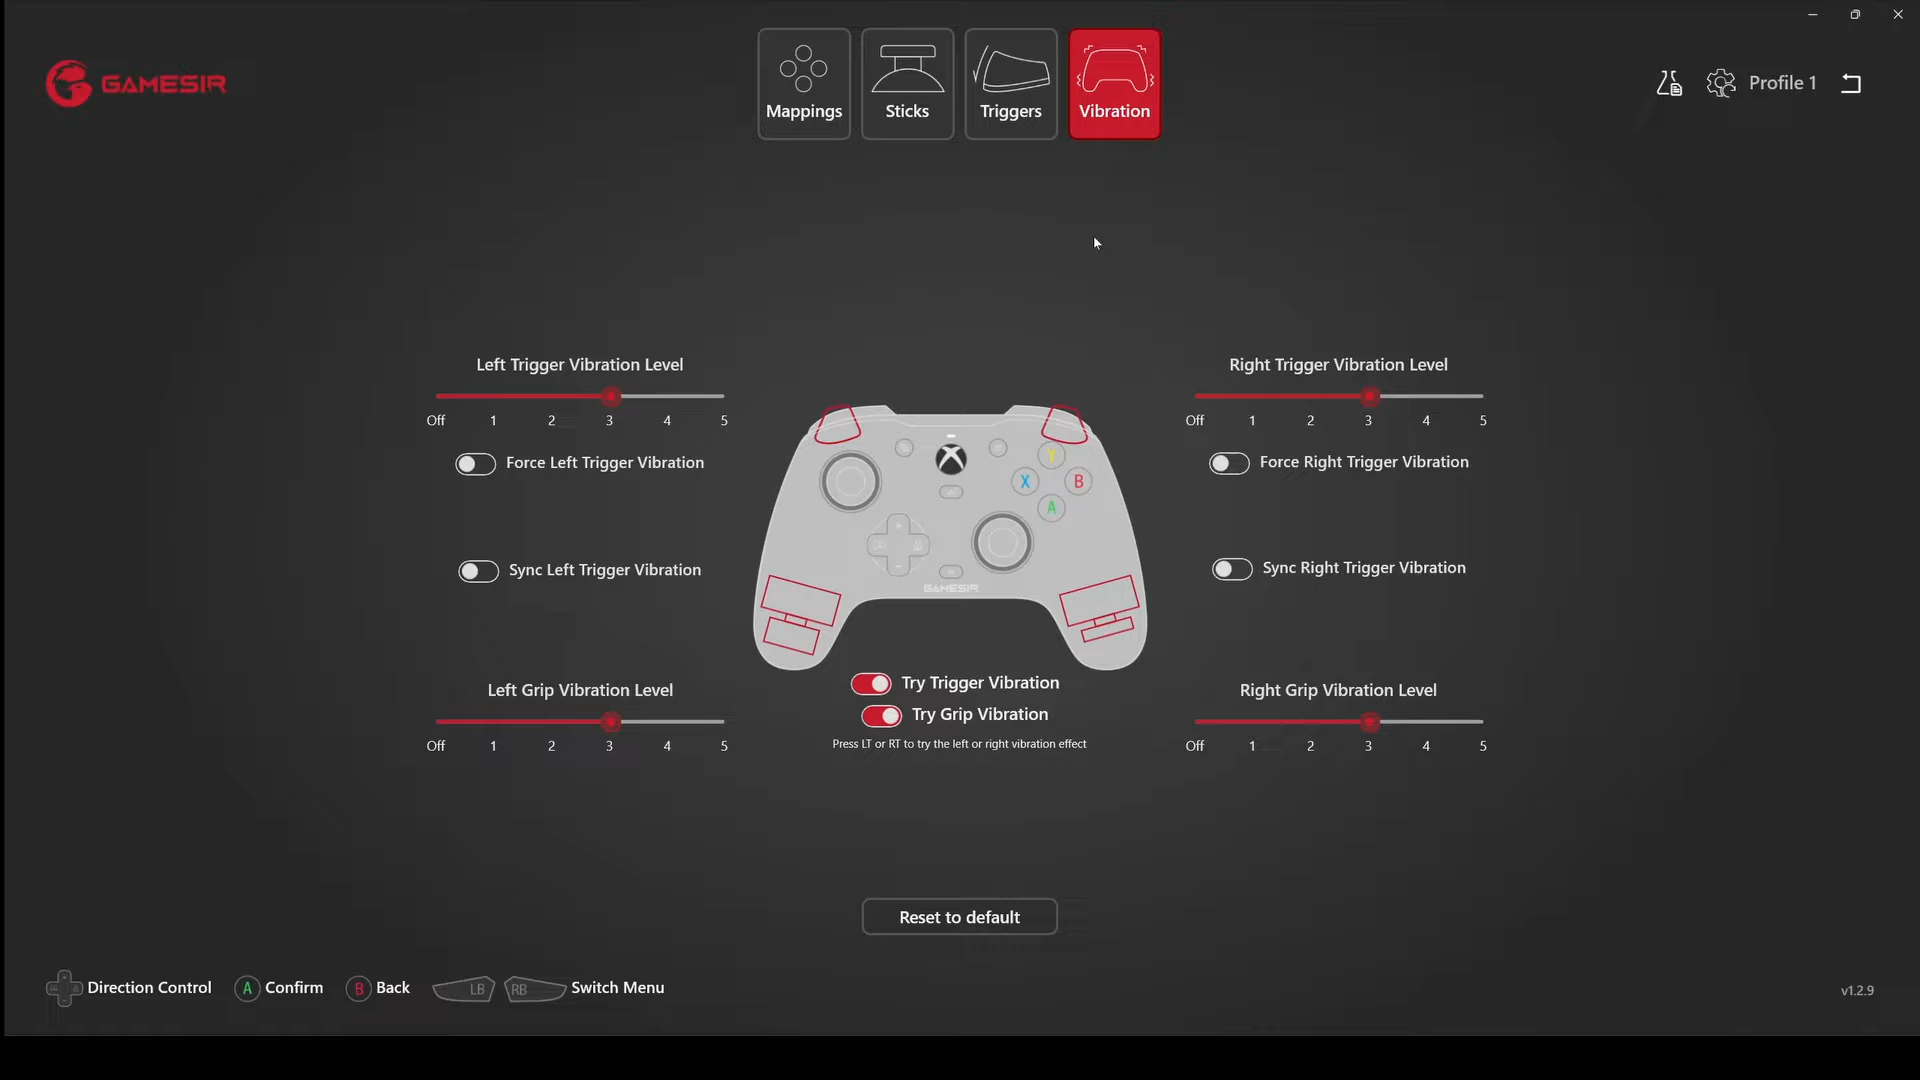 GAMESIR
Mappings
Sticks
Triggers
Vibration
Profile 1
Left Trigger Vibration Level
Off 1 2 3 4 5
Force Left Trigger Vibration
Sync Left Trigger Vibration
Left Grip Vibration Level
Off 1 2 3 4 5
Y
X
B
A
GAMESIR
Try Trigger Vibration
Try Grip Vibration
Press LT or RT to try the left or right vibration effect
Right Trigger Vibration Level
Off 1 2 3 4 5
Force Right Trigger Vibration
Sync Right Trigger Vibration
Right Grip Vibration Level
Off 1 2 3 4 5
Reset to default
Direction Control
A Confirm
B Back
LB RB Switch Menu
v1.2.9